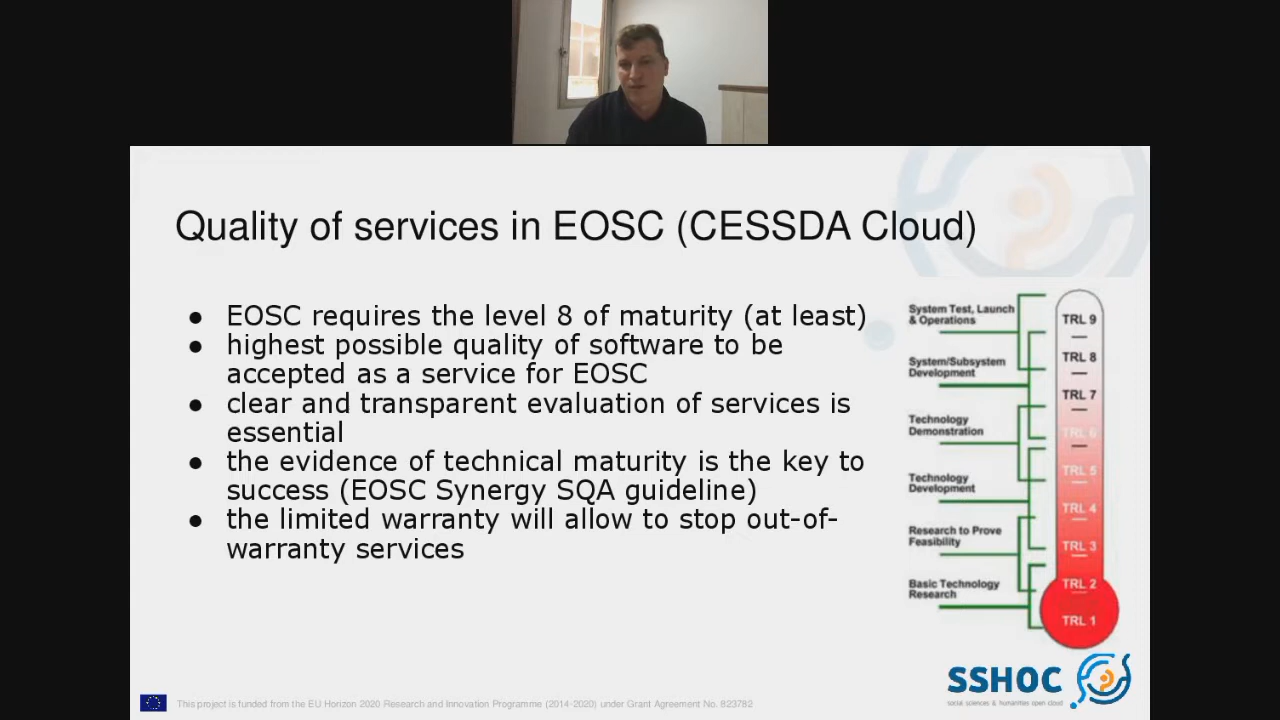 Quality of services in EOSC (CESSDA Cloud)
● EOSC requires the level 8 of maturity (at least)
● highest possible quality of software to be
accepted as a service for EOSC
● clear and transparent evaluation of services is
essential
● the evidence of technical maturity is the key to
success (EOSC Synergy SQA guideline)
● the limited warranty will allow to stop out-of-
warranty services
System Test, Launch
& Operations
System/Subsystem
Development
Technology
Demonstration
Technology
Development
Research to Prove
Feasibility
Basic Technology
Research
TRL 9
TRL 8
TRL 7
TRL 6
TRL 5
TRL 4
TRL 3
TRL 2
TRL 1
SSHOC
social sciences & humanities open cloud
This project is funded from the EU Horizon 2020 Research and Innovation Programme (2014-2020) under Grant Agreement No. 823782